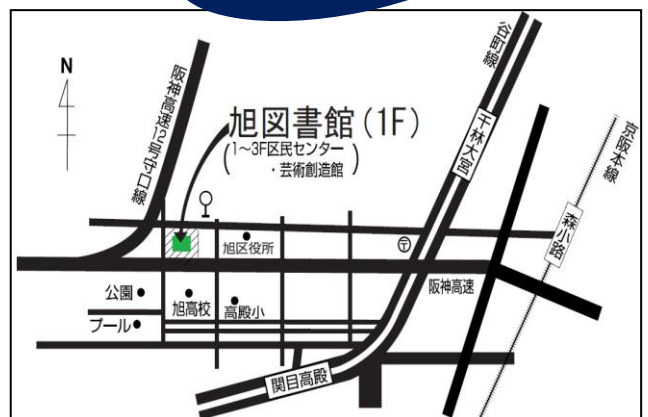 N
阪神高速12号守口線
旭図書館(1F)
(1〜3F区民センター
・芸術創造館)
谷町線
千林大宮
京阪本線
森小路
旭区役所
〒
阪神高速
公園
旭高校
高殿小
プール
関目高殿